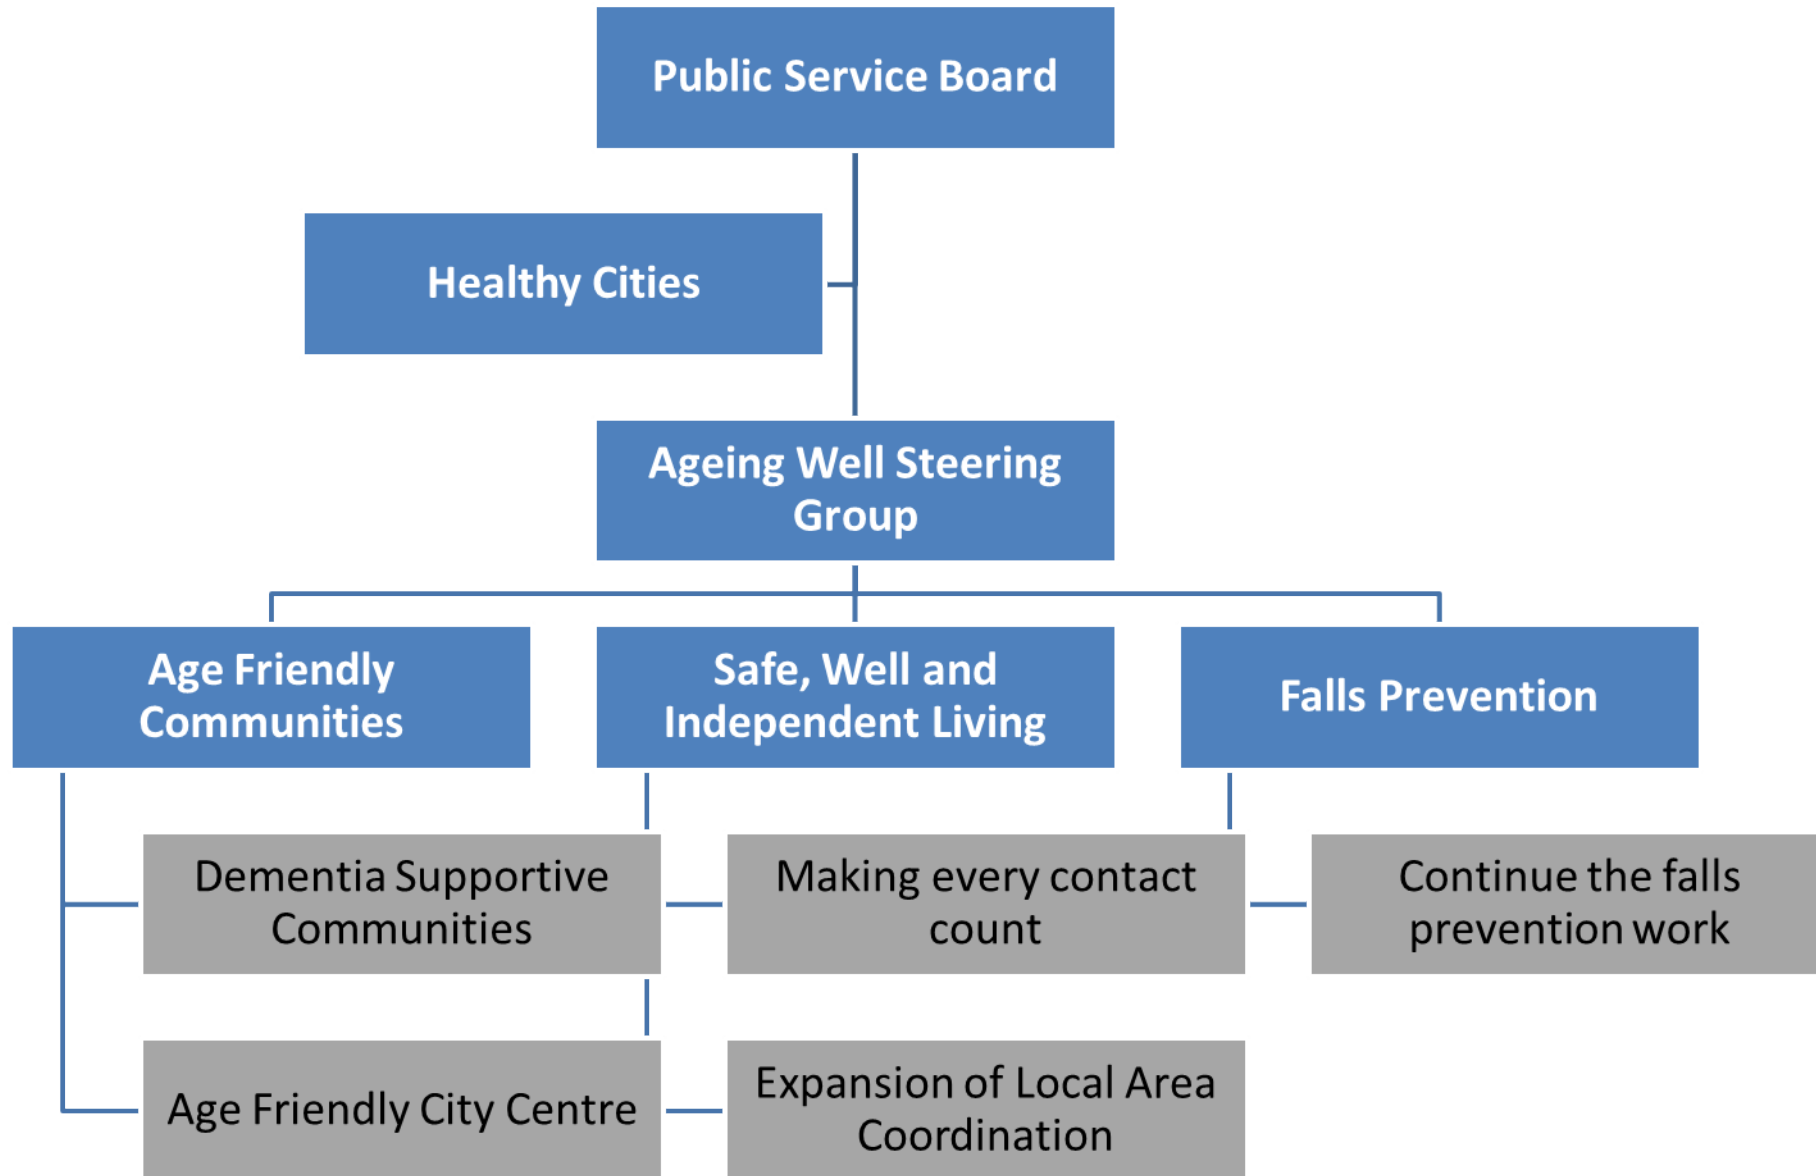 Public Service Board
Healthy Cities
Ageing Well Steering
Group
Age Friendly
Communities
Safe, Well and
Independent Living
Falls Prevention
Dementia Supportive
Communities
Making every contact
count
Continue the falls
prevention work
Age Friendly City Centre
Expansion of Local Area
Coordination